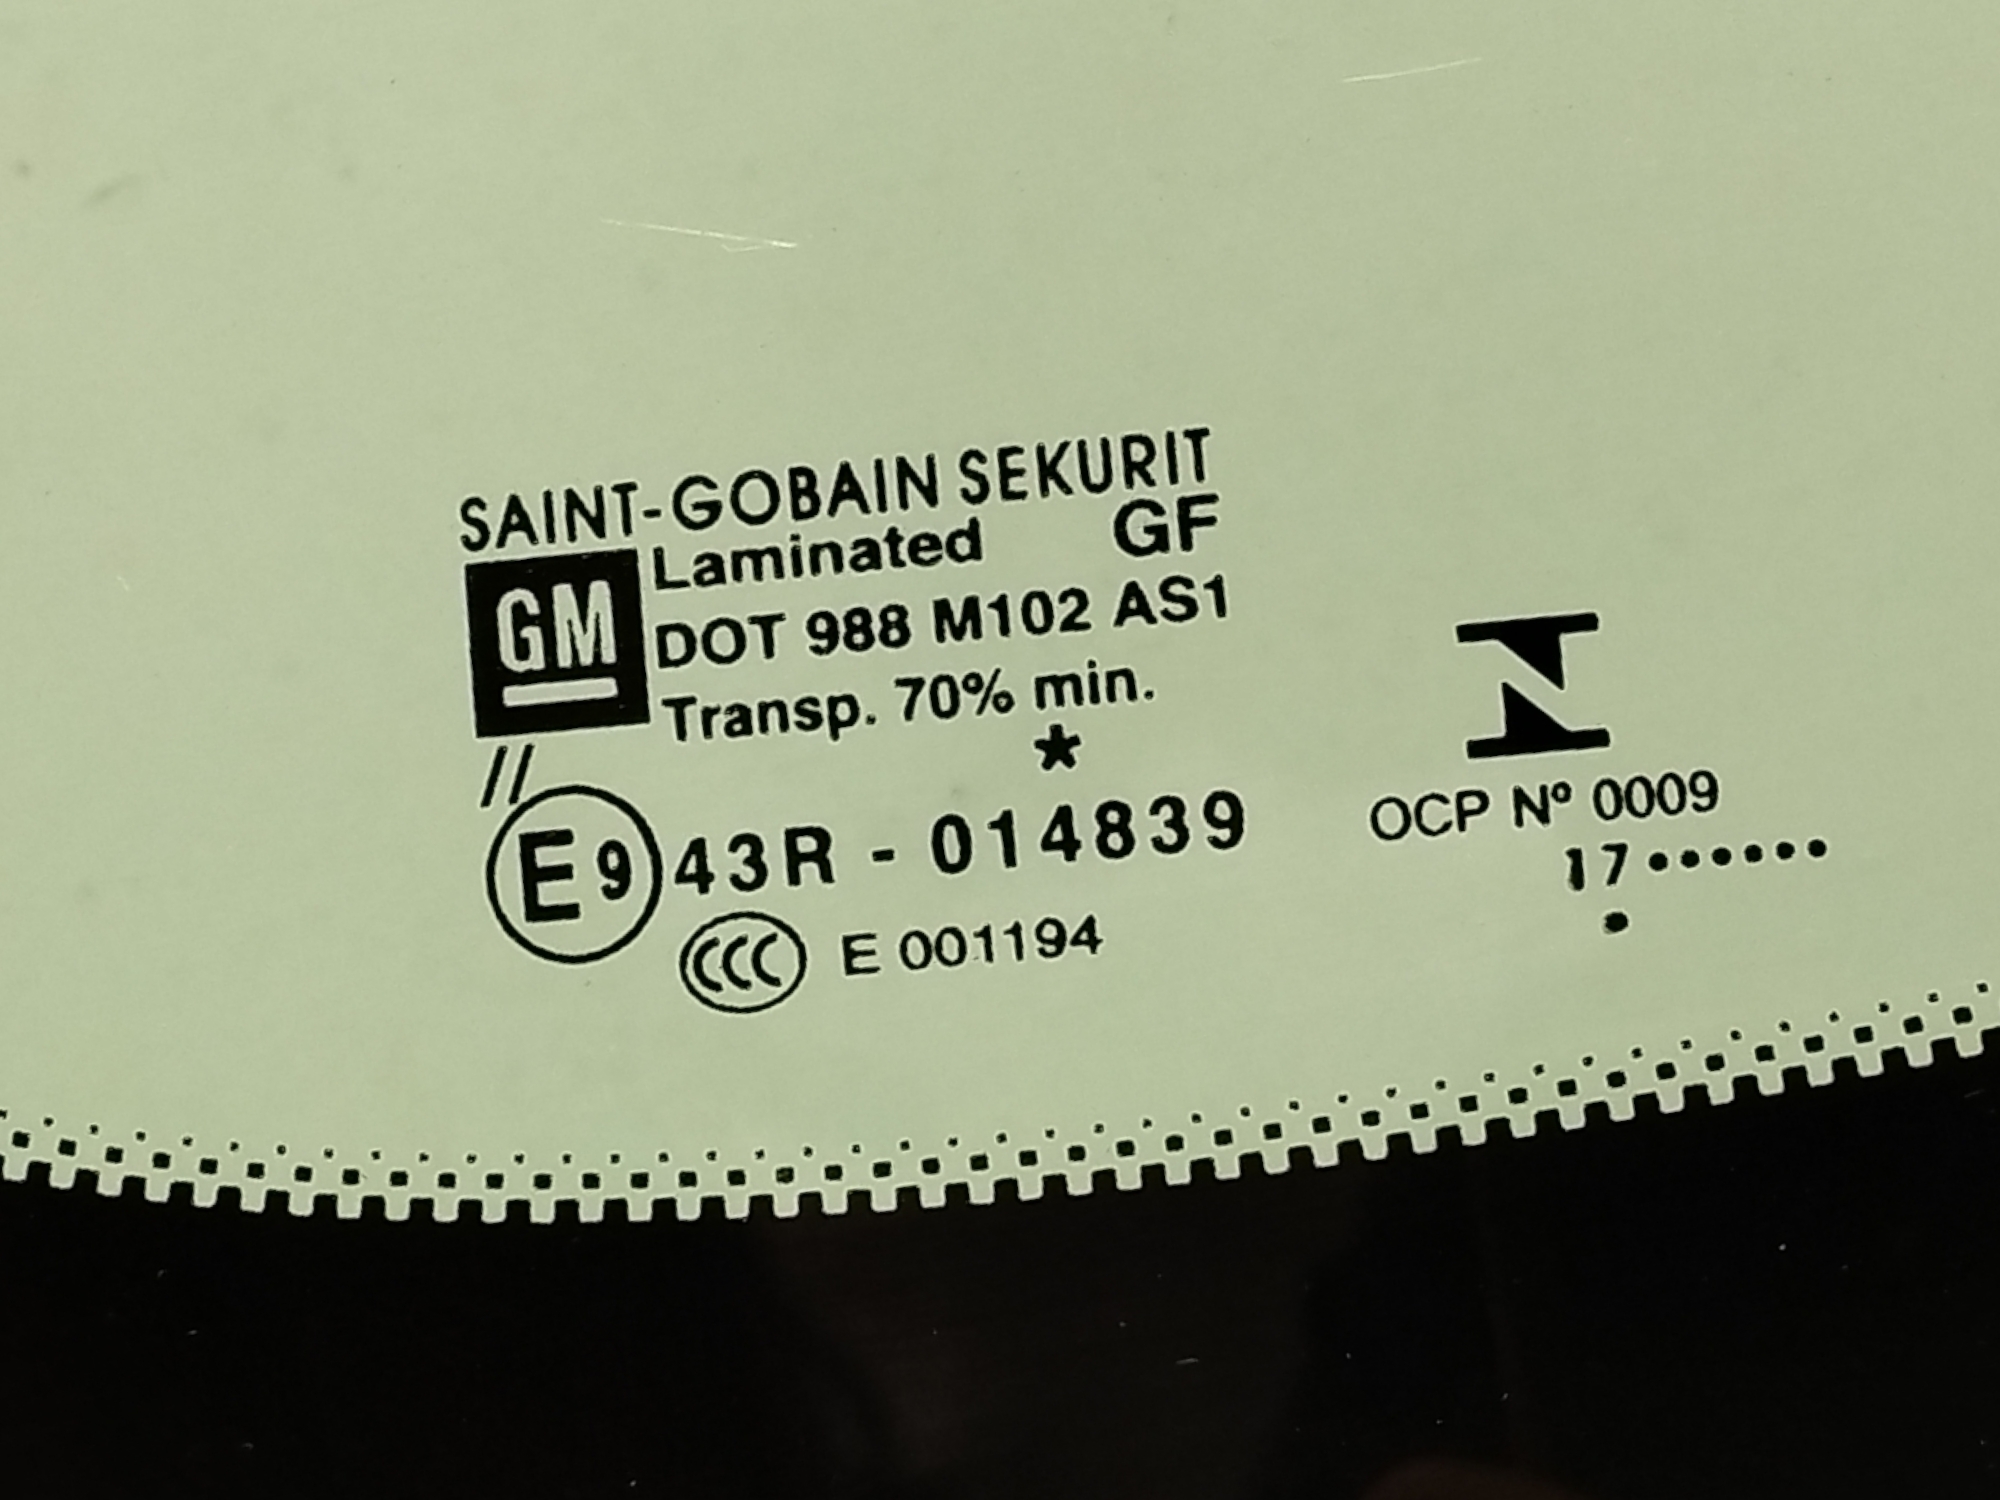 SAINT-GOBAIN SEKURIT
Laminated GF
GM
DOT 988 M102 AS1
Transp. 70% min.
*
//
E9 43R - 014839
CCC E 001194
N
OCP Nº 0009
17••••••
•